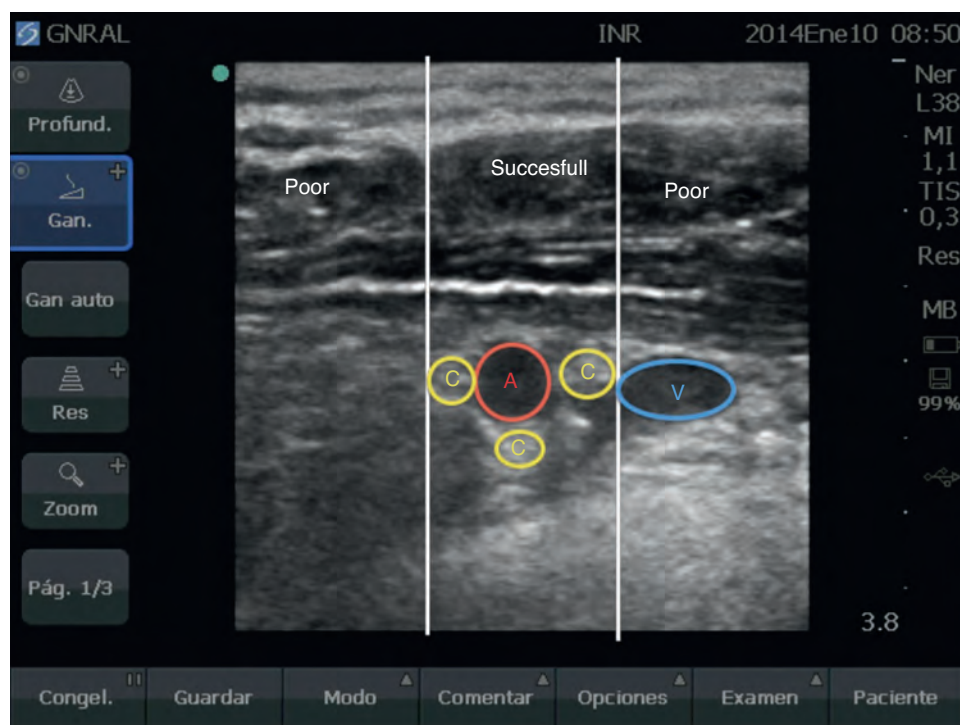 GNRAL
INR
2014Ene10 08:50
Profund.
Gan.
Gan auto
Res
Zoom
Pág. 1/3
Poor
Succesfull
Poor
C
A
C
V
C
Ner
L38
MI
1,1
TIS
0,3
Res
MB
99%
3.8
Congel.
Guardar
Modo
Comentar
Opciones
Examen
Paciente